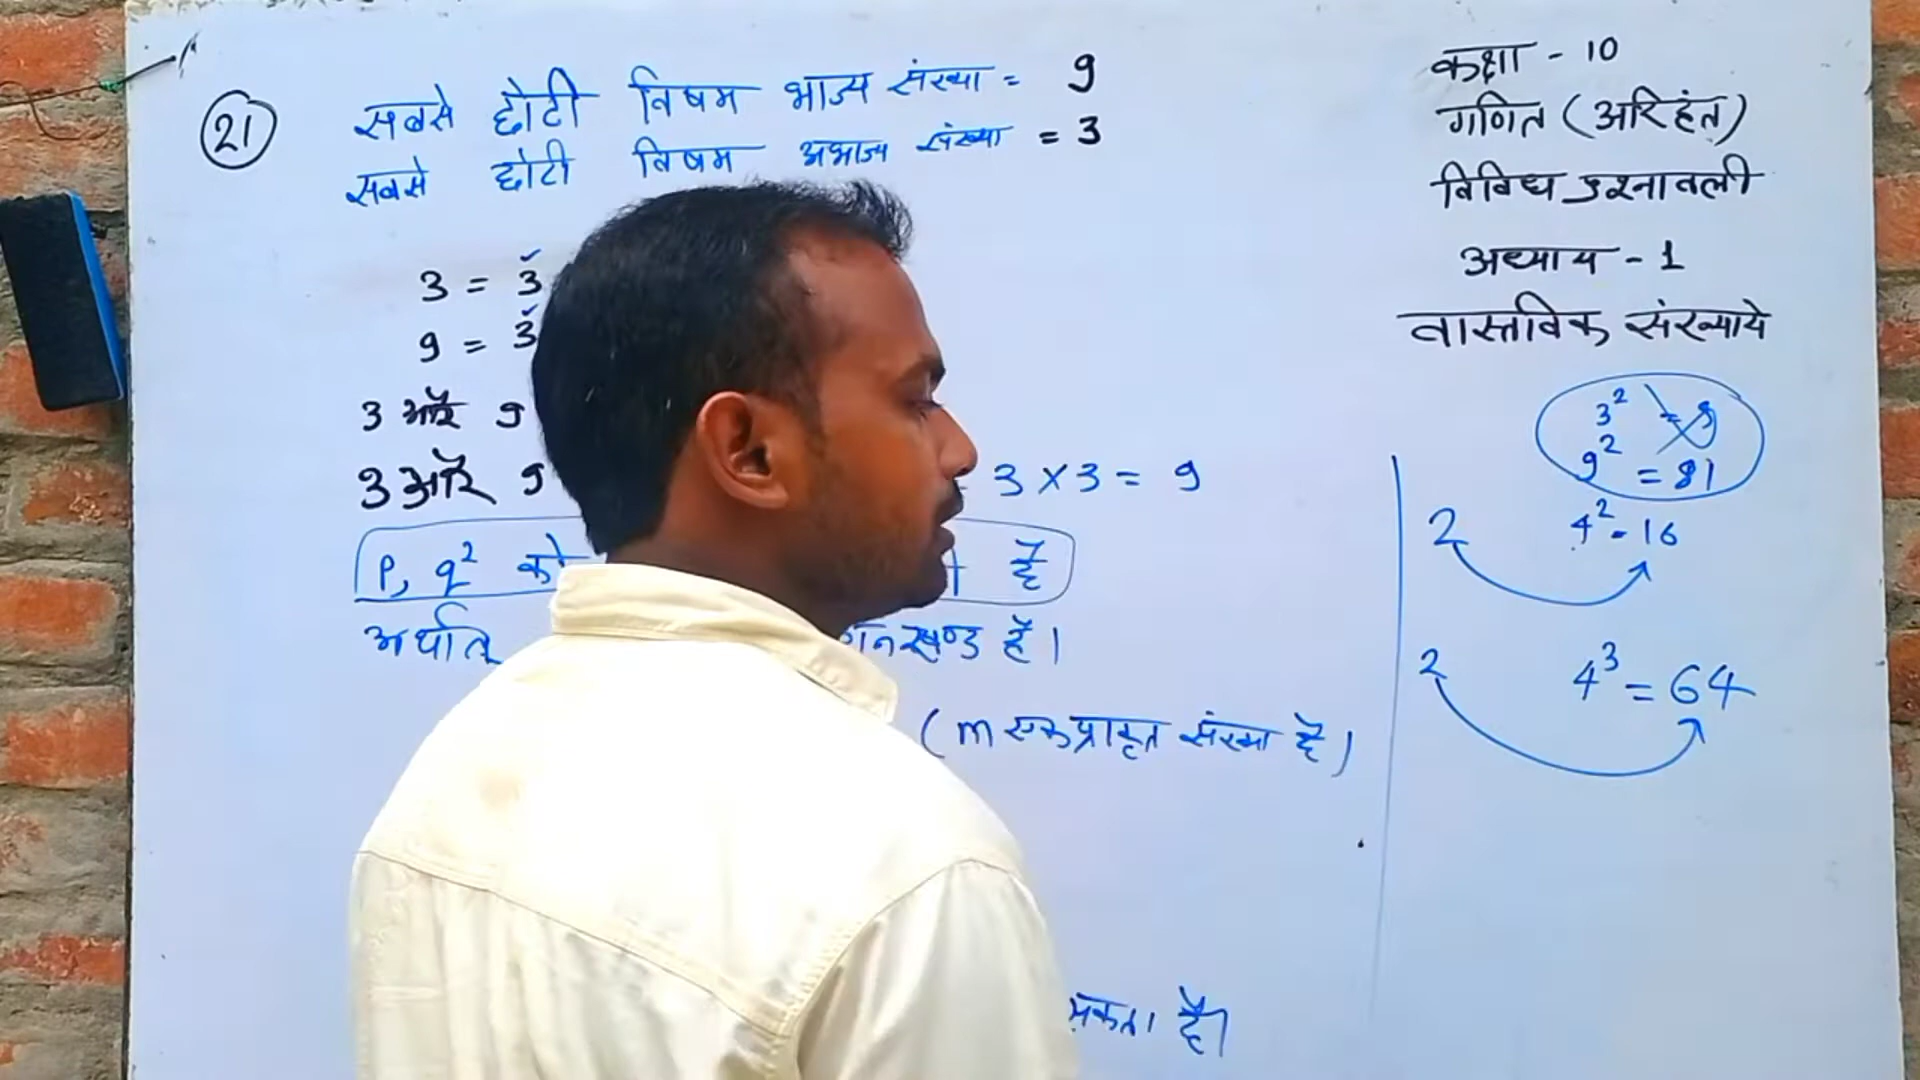 21
सबसे छोटी विषम भाज्य संख्या = 9
सबसे छोटी विषम अभाज्य संख्या = 3
3 = 3
9 = 3
3 और 9
3 और 9
3 × 3 = 9
P, q² को है
अर्थात् है।
(m एक प्राकृत संख्या है)
सकता है।
कक्षा - 10
गणित (अरिहंत)
विविध प्रश्नावली
अध्याय - 1
वास्तविक संख्याये
3² = 9
9² = 81
2 4² = 16
2 4³ = 64